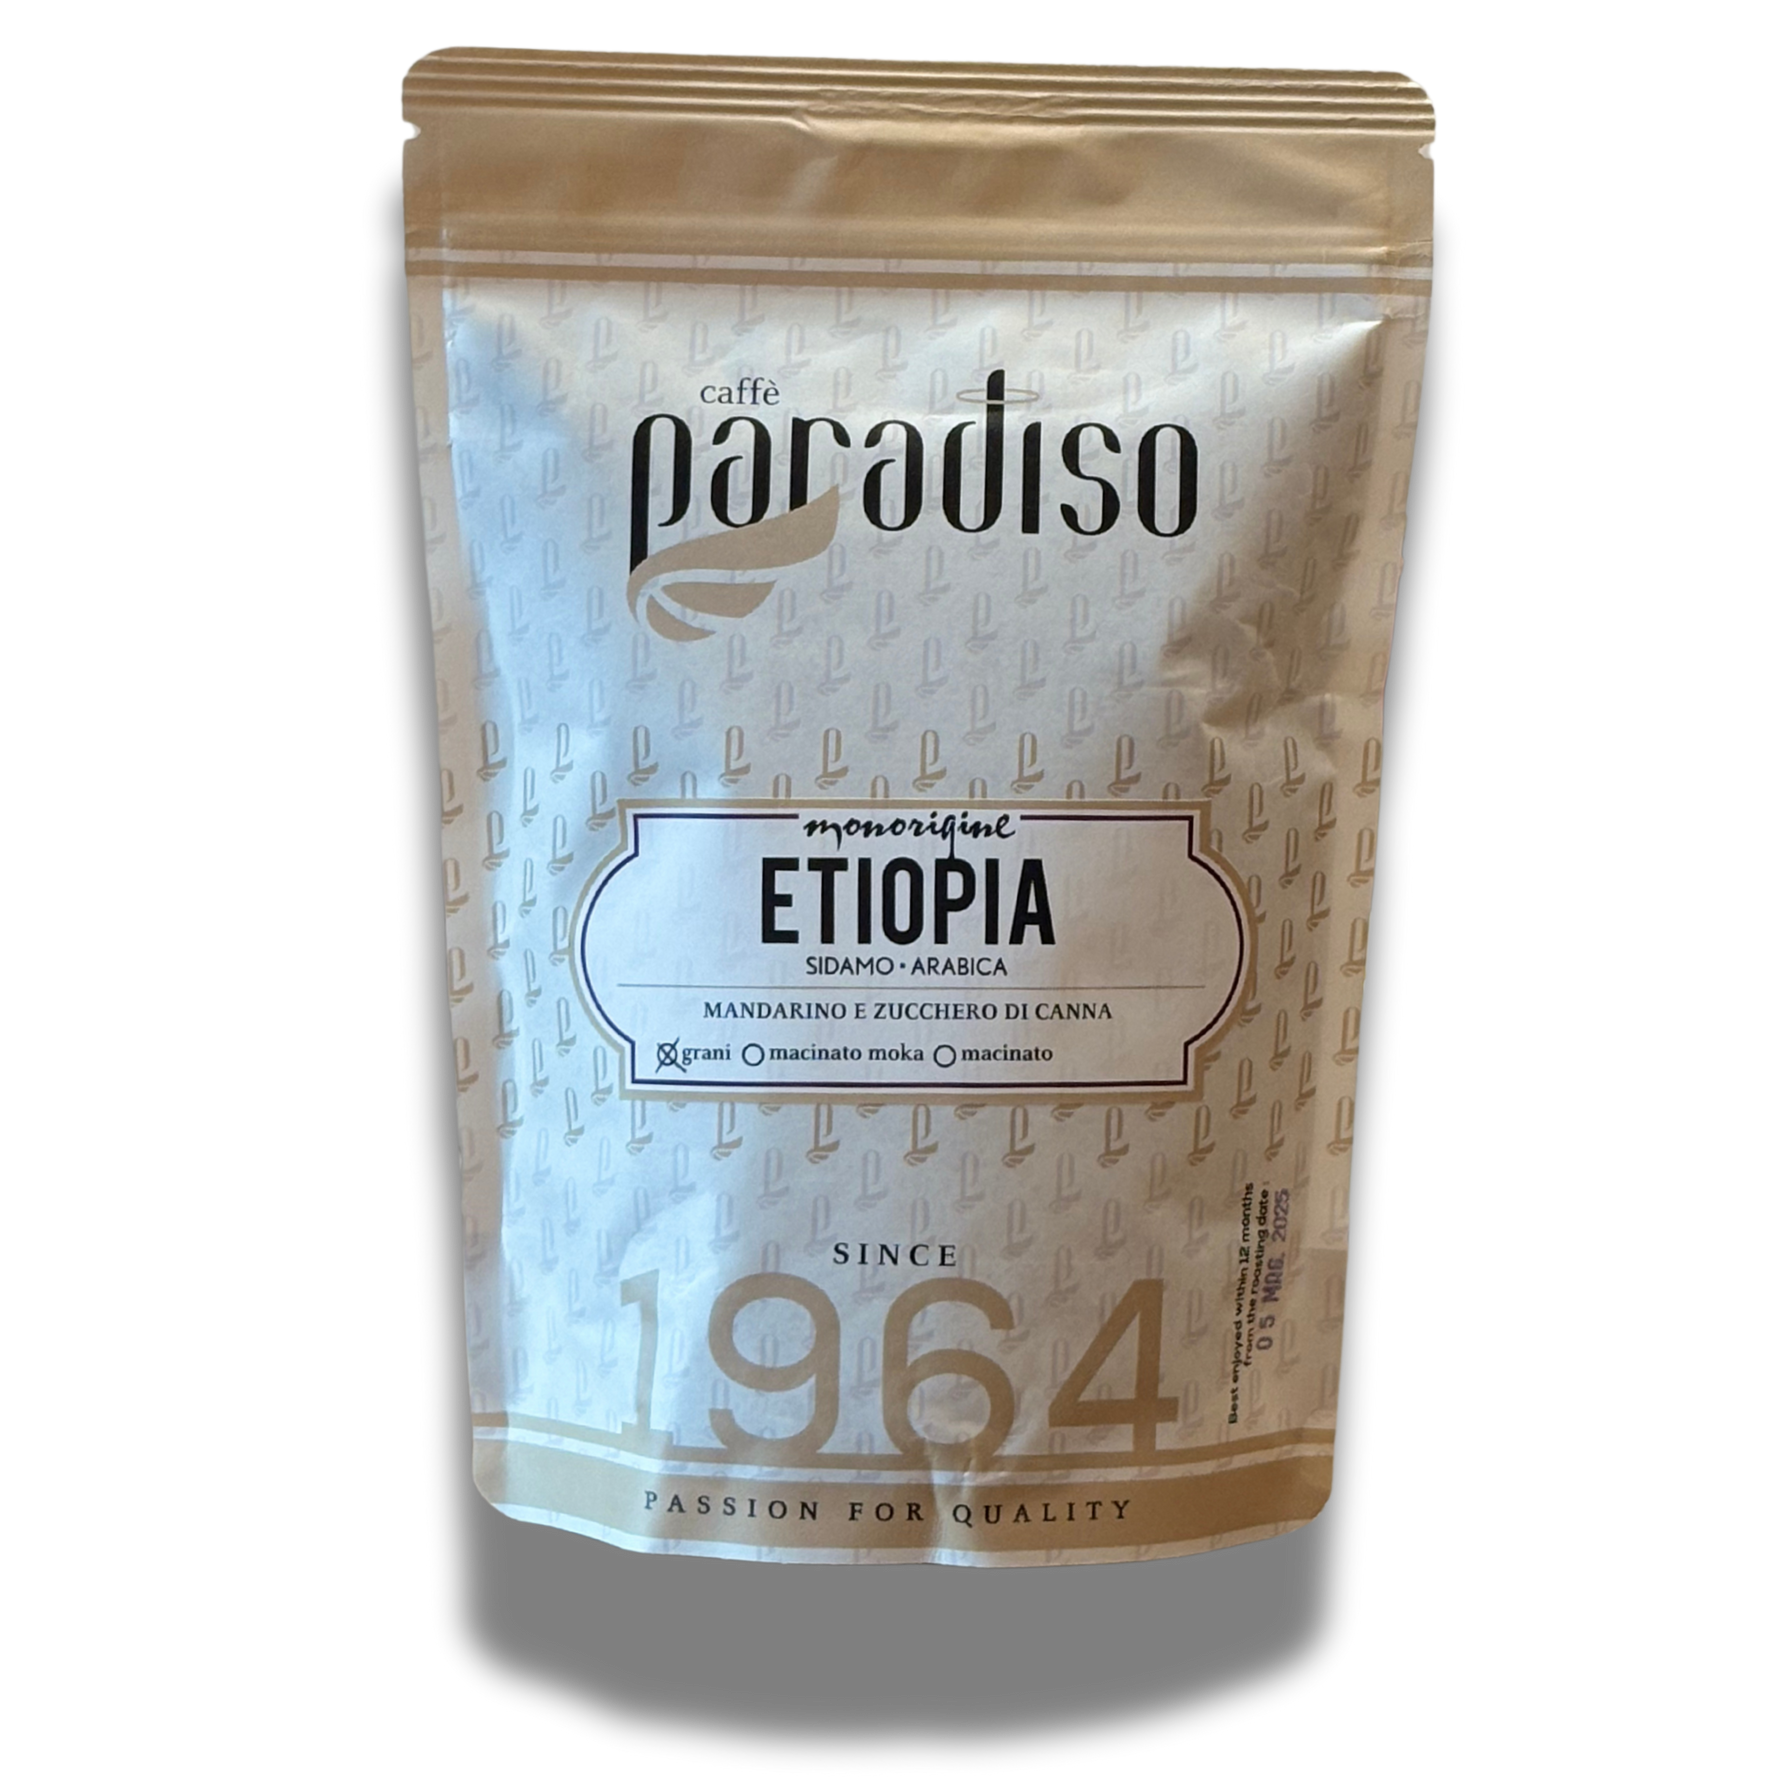 caffè
paradiso
monorigine
ETIOPIA
SIDAMO • ARABICA
MANDARINO E ZUCCHERO DI CANNA
grani macinato moka macinato
Best enjoyed within 12 months
from the roasting date:
05 MAG. 2025
SINCE
1964
PASSION FOR QUALITY